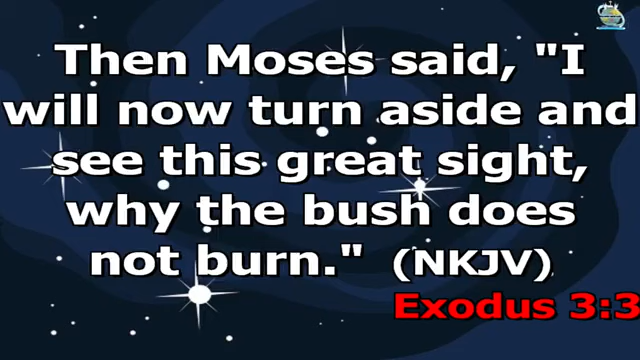 Then Moses said, "I
will now turn aside and
see this great sight,
why the bush does
not burn." (NKJV)
Exodus 3:3